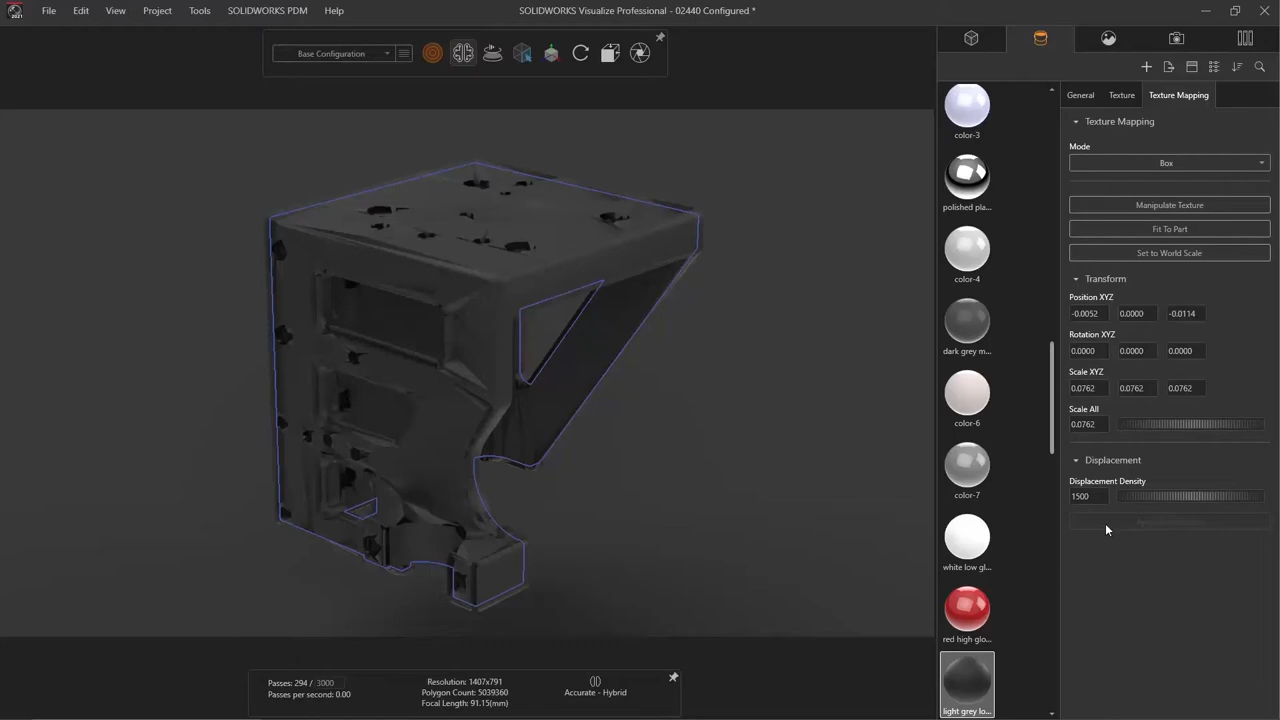 2021
File Edit View Project Tools SOLIDWORKS PDM Help
SOLIDWORKS Visualize Professional - 02440 Configured *
Base Configuration
General Texture Texture Mapping
Texture Mapping
Mode
Box
Manipulate Texture
Fit To Part
Set to World Scale
Transform
Position XYZ
-0.0052 0.0000 -0.0114
Rotation XYZ
0.0000 0.0000 0.0000
Scale XYZ
0.0762 0.0762 0.0762
Scale All
0.0762
Displacement
Displacement Density
1500
color-3
polished pla...
color-4
dark grey m...
color-6
color-7
white low gl...
red high glo...
light grey lo...
Passes: 294 / 3000
Passes per second: 0.00
Resolution: 1407x791
Polygon Count: 5039360
Focal Length: 91.15(mm)
Accurate - Hybrid